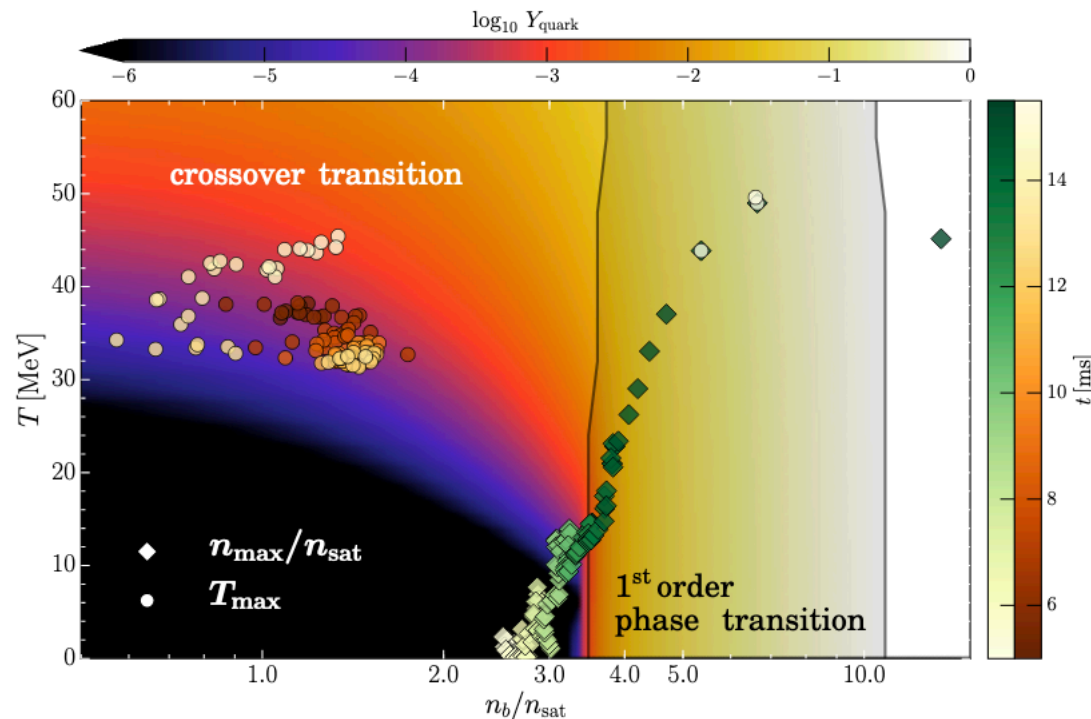 log₁₀ Y_quark
−6 −5 −4 −3 −2 −1 0
60
50
40
30
20
10
0
T [MeV]
crossover transition
n_max/n_sat
T_max
1ˢᵗ order
phase transition
1.0 2.0 3.0 4.0 5.0 10.0
n_b/n_sat
14
12
10
8
6
t [ms]